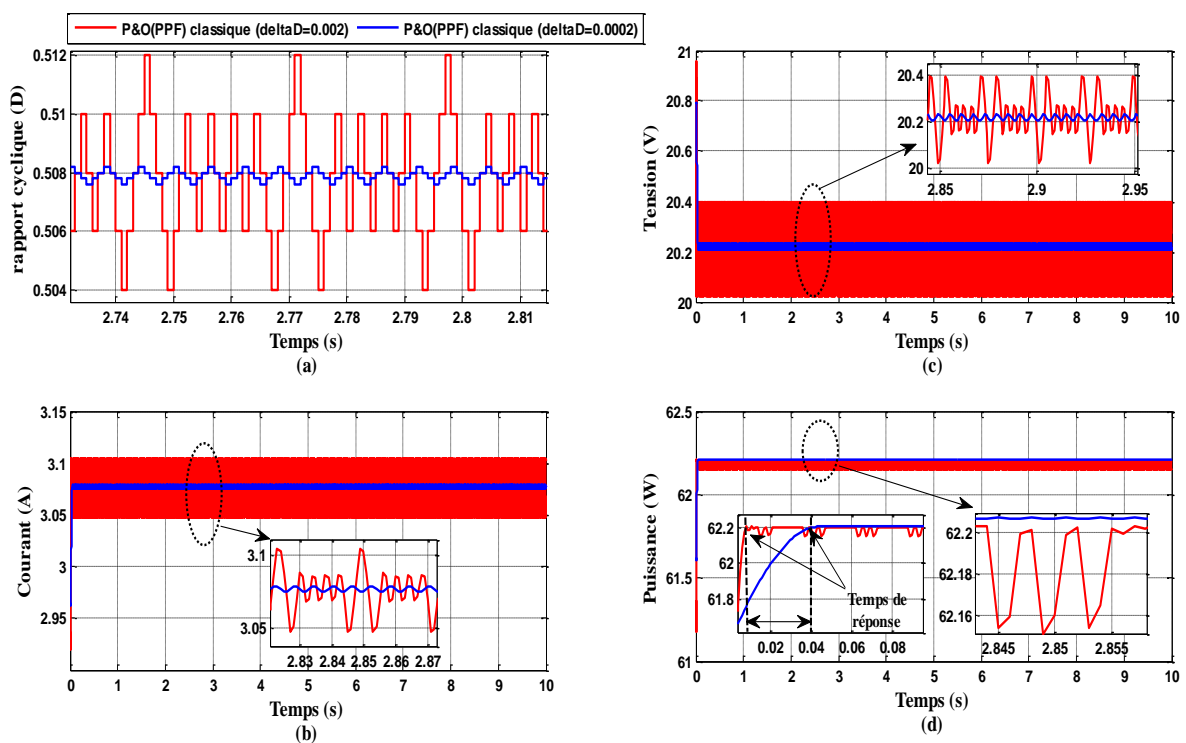 P&O(PPF) classique (deltaD=0.002) P&O(PPF) classique (deltaD=0.0002)
rapport cyclique (D)
0.512
0.51
0.508
0.506
0.504
2.74 2.75 2.76 2.77 2.78 2.79 2.8 2.81
Temps (s)
(a)
Tension (V)
21
20.8
20.6
20.4
20.2
20
20.4
20.2
20
2.85 2.9 2.95
0 1 2 3 4 5 6 7 8 9 10
Temps (s)
(c)
Courant (A)
3.15
3.1
3.05
3
2.95
3.1
3.05
2.83 2.84 2.85 2.86 2.87
0 1 2 3 4 5 6 7 8 9 10
Temps (s)
(b)
Puissance (W)
62.5
62
61.5
61
62.2
62
61.8
0.02 0.04 0.06 0.08
Temps de
réponse
62.2
62.18
62.16
2.845 2.85 2.855
0 1 2 3 4 5 6 7 8 9 10
Temps (s)
(d)